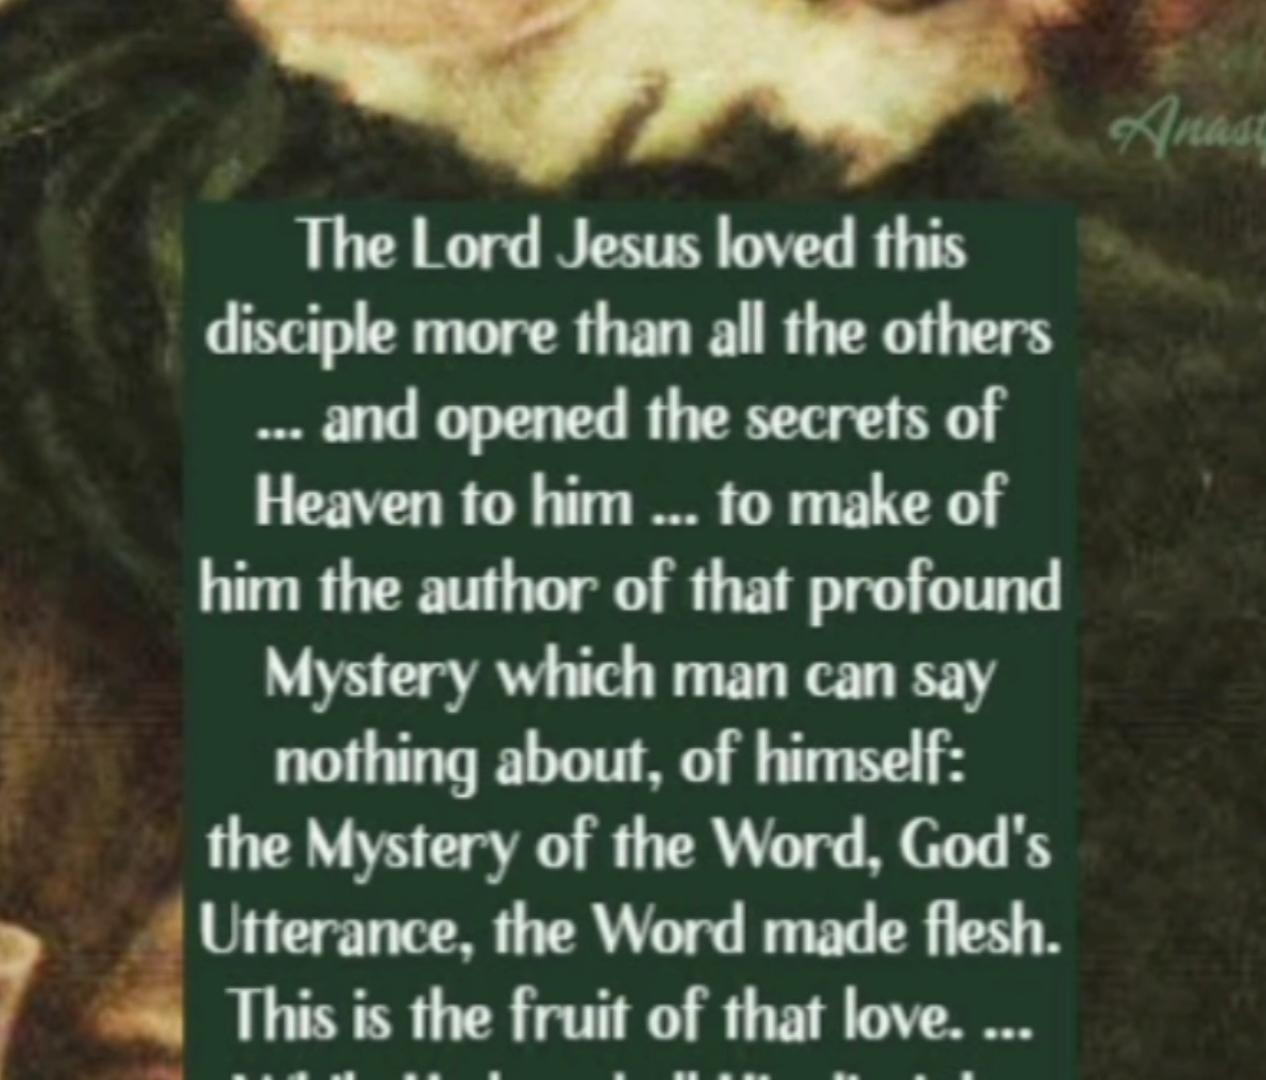 The Lord Jesus loved this
disciple more than all the others
... and opened the secrets of
Heaven to him ... to make of
him the author of that profound
Mystery which man can say
nothing about, of himself:
the Mystery of the Word, God's
Utterance, the Word made flesh.
This is the fruit of that love. ...